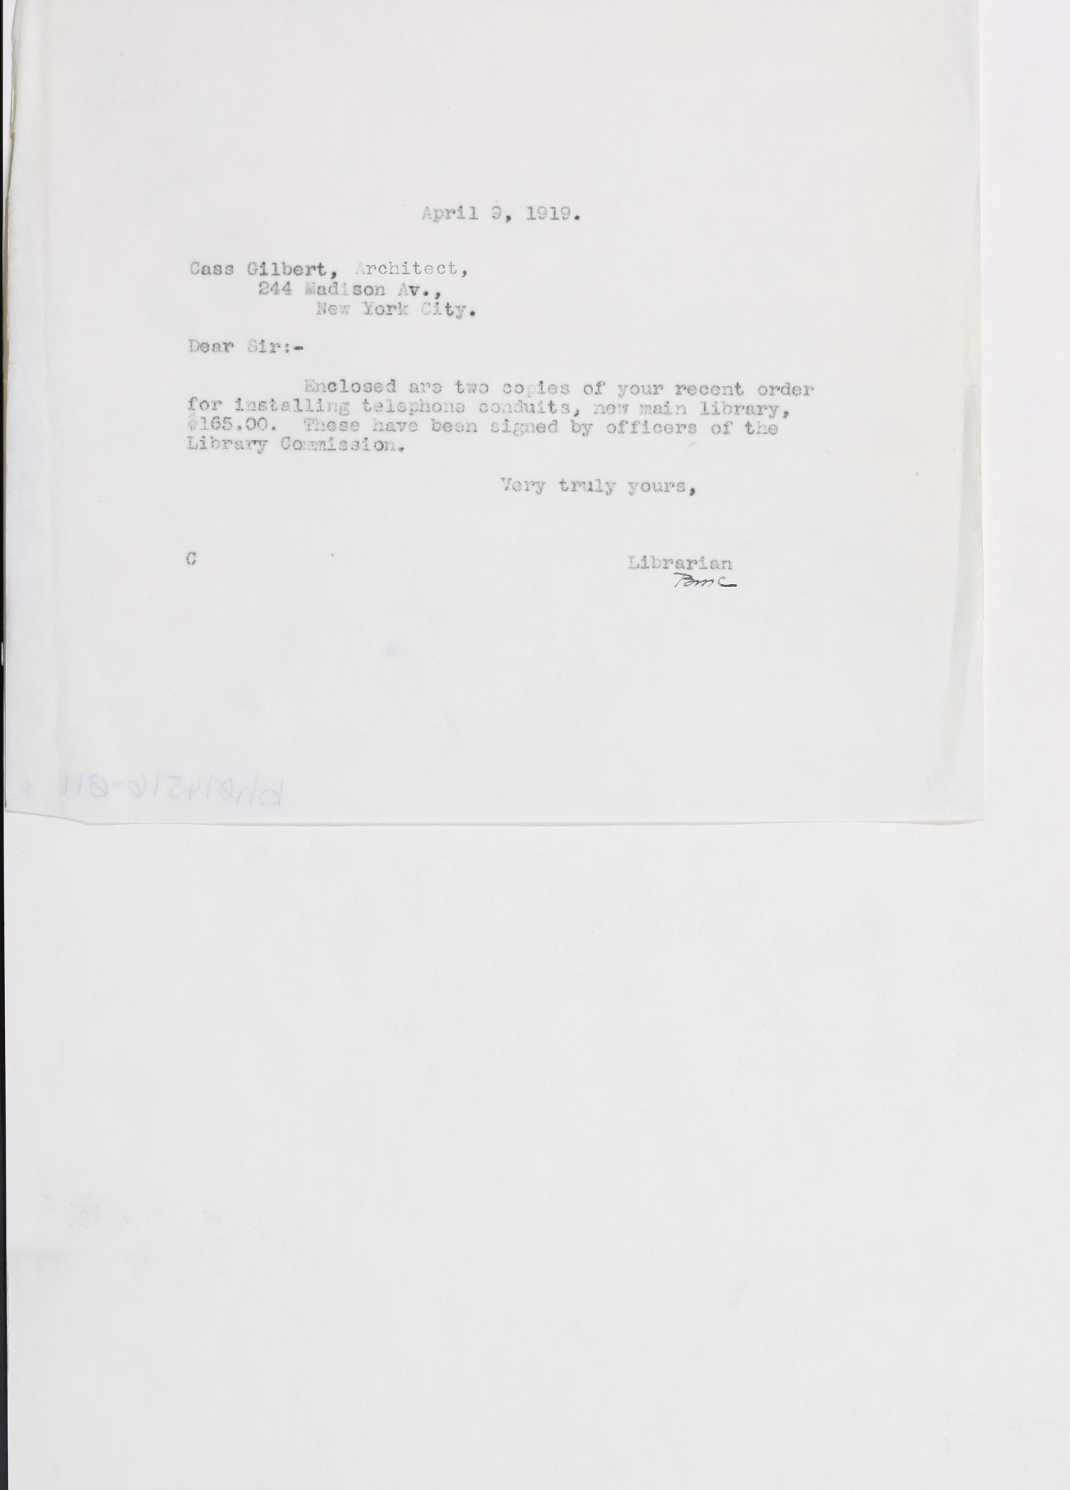 April 9, 1919.
Cass Gilbert, Architect,
244 Madison Av.,
New York City.
Dear Sir:-
Enclosed are two copies of your recent order
for installing telephone conduits, new main library,
$165.00. These have been signed by officers of the
Library Commission.
Very truly yours,
C
Librarian
BMC